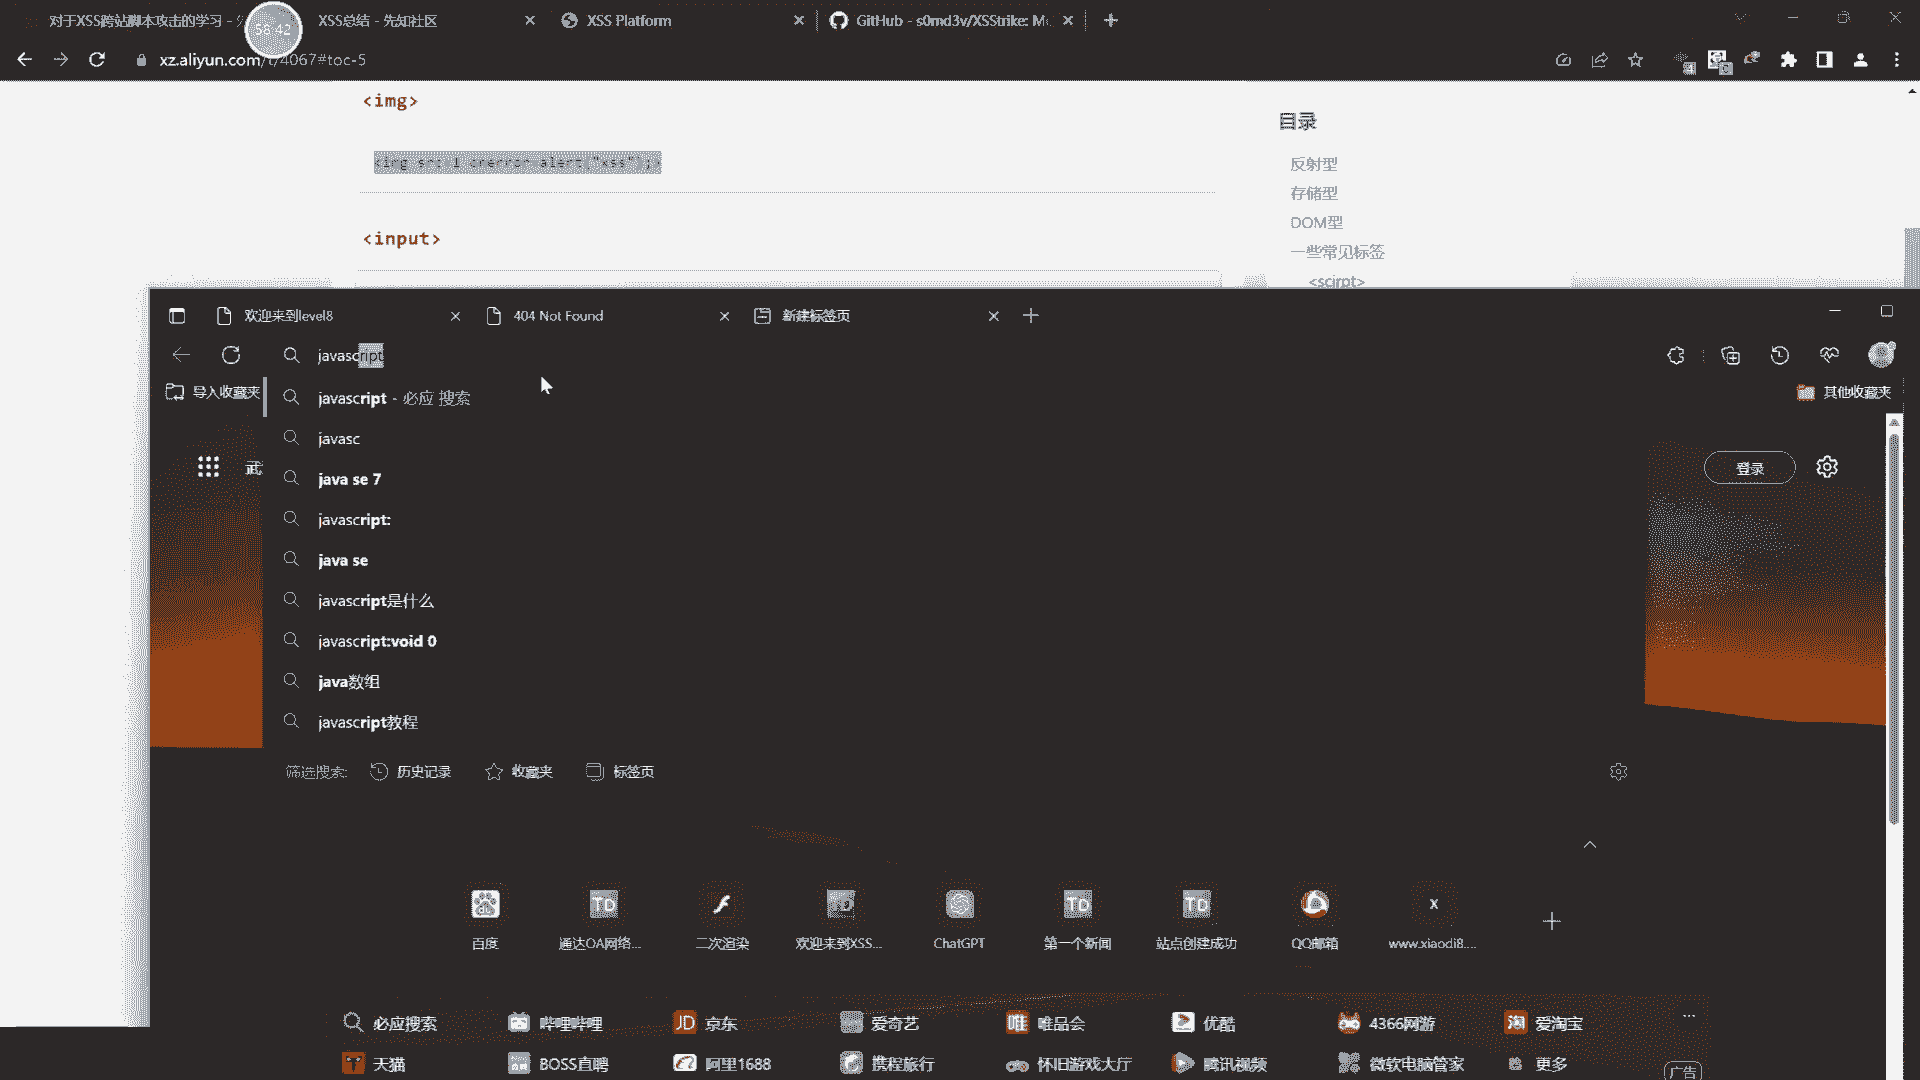 对于XSS跨站脚本攻击的学习 -
XSS总结 - 先知社区
XSS Platform
GitHub - s0md3v/XSStrike: M
56:42
xz.aliyun.com/t/4067#toc-5
<img>
<img src=1 onerror=alert("xss");>
<input>
目录
反射型
存储型
DOM型
一些常见标签
<scirpt>
欢迎来到level8
404 Not Found
新建标签页
javascript
导入收藏夹
其他收藏夹
javascript - 必应 搜索
javasc
java se 7
javascript:
java se
javascript是什么
javascript:void 0
java数组
javascript教程
登录
筛选搜索:
历史记录
收藏夹
标签页
百度
通达OA网络...
二次渲染
欢迎来到XSS...
ChatGPT
第一个新闻
站点创建成功
QQ邮箱
www.xiaodi8....
必应搜索
哔哩哔哩
京东
爱奇艺
唯品会
优酷
4366网游
爱淘宝
天猫
BOSS直聘
阿里1688
携程旅行
怀旧游戏大厅
腾讯视频
微软电脑管家
更多
广告